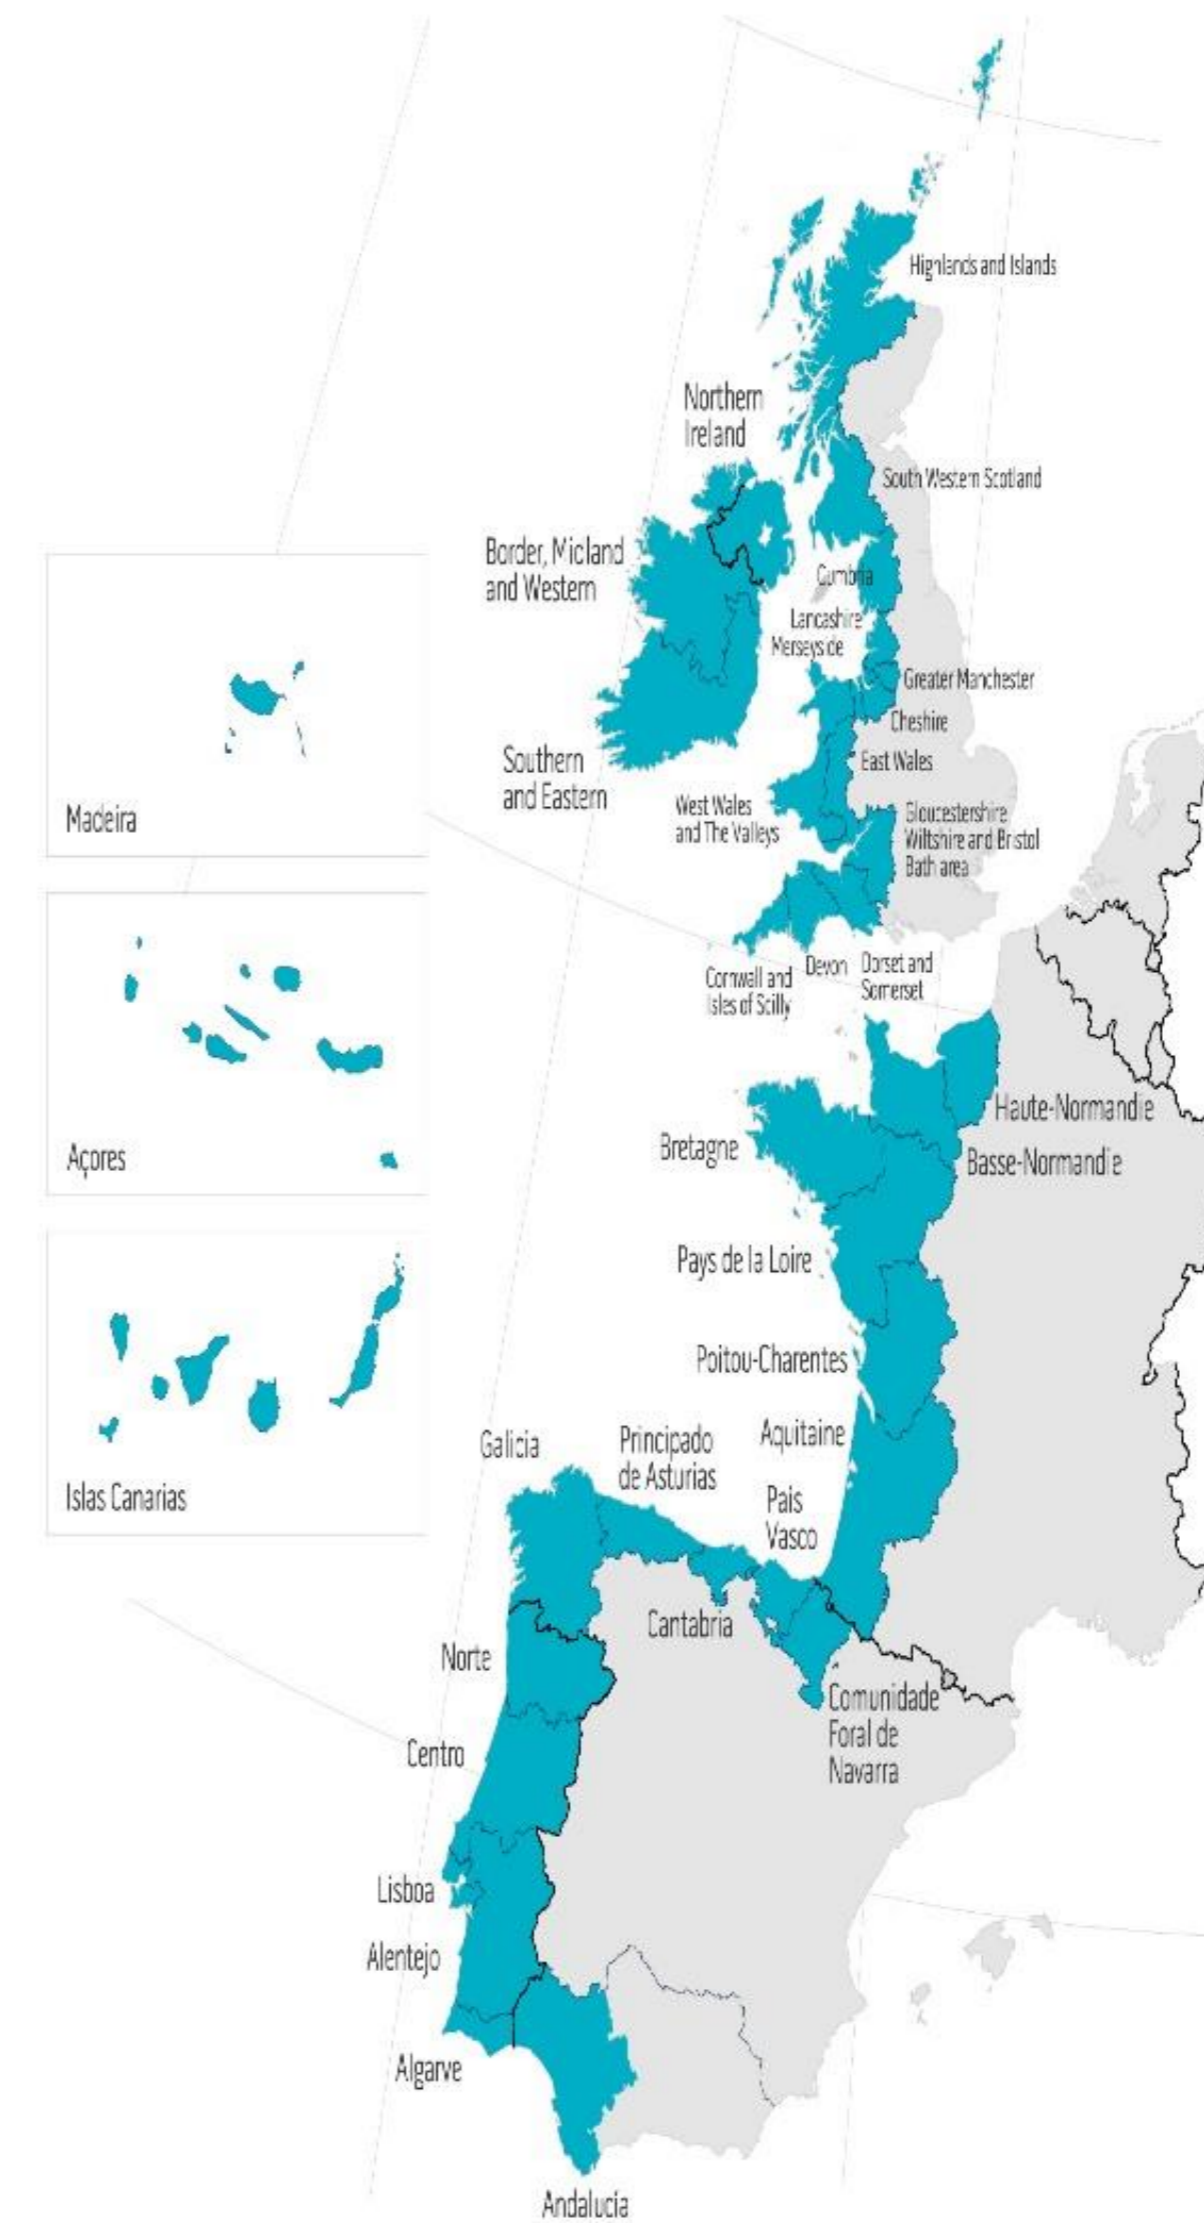 Highlands and Islands
Northern
Ireland
South Western Scotland
Border, Midland
and Western
Cumbria
Lancashire
Merseyside
Greater Manchester
Cheshire
East Wales
Southern
and Eastern
West Wales
and The Valleys
Gloucestershire
Wiltshire and Bristol
Bath area
Cornwall and
Isles of Scilly
Devon
Dorset and
Somerset
Madeira
Açores
Islas Canarias
Haute-Normandie
Basse-Normandie
Bretagne
Pays de la Loire
Poitou-Charentes
Aquitaine
Galicia
Principado
de Asturias
Pais
Vasco
Cantabria
Comunidade
Foral de
Navarra
Norte
Centro
Lisboa
Alentejo
Algarve
Andalucia